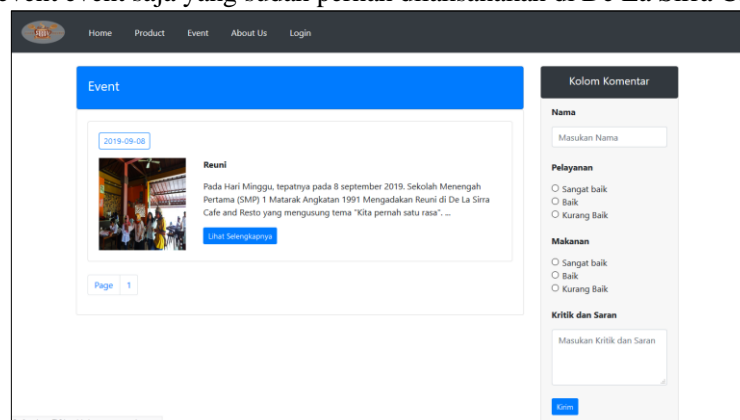 Home Product Event About Us Login
Event
2019-09-08
Reuni
Pada Hari Minggu, tepatnya pada 8 september 2019. Sekolah Menengah
Pertama (SMP) 1 Matarak Angkatan 1991 Mengadakan Reuni di De La Sirra
Cafe and Resto yang mengusung tema "Kita pernah satu rasa". ...
Lihat Selengkapnya
Page 1
Kolom Komentar
Nama
Masukan Nama
Pelayanan
Sangat baik
Baik
Kurang Baik
Makanan
Sangat baik
Baik
Kurang Baik
Kritik dan Saran
Masukan Kritik dan Saran
Kirim